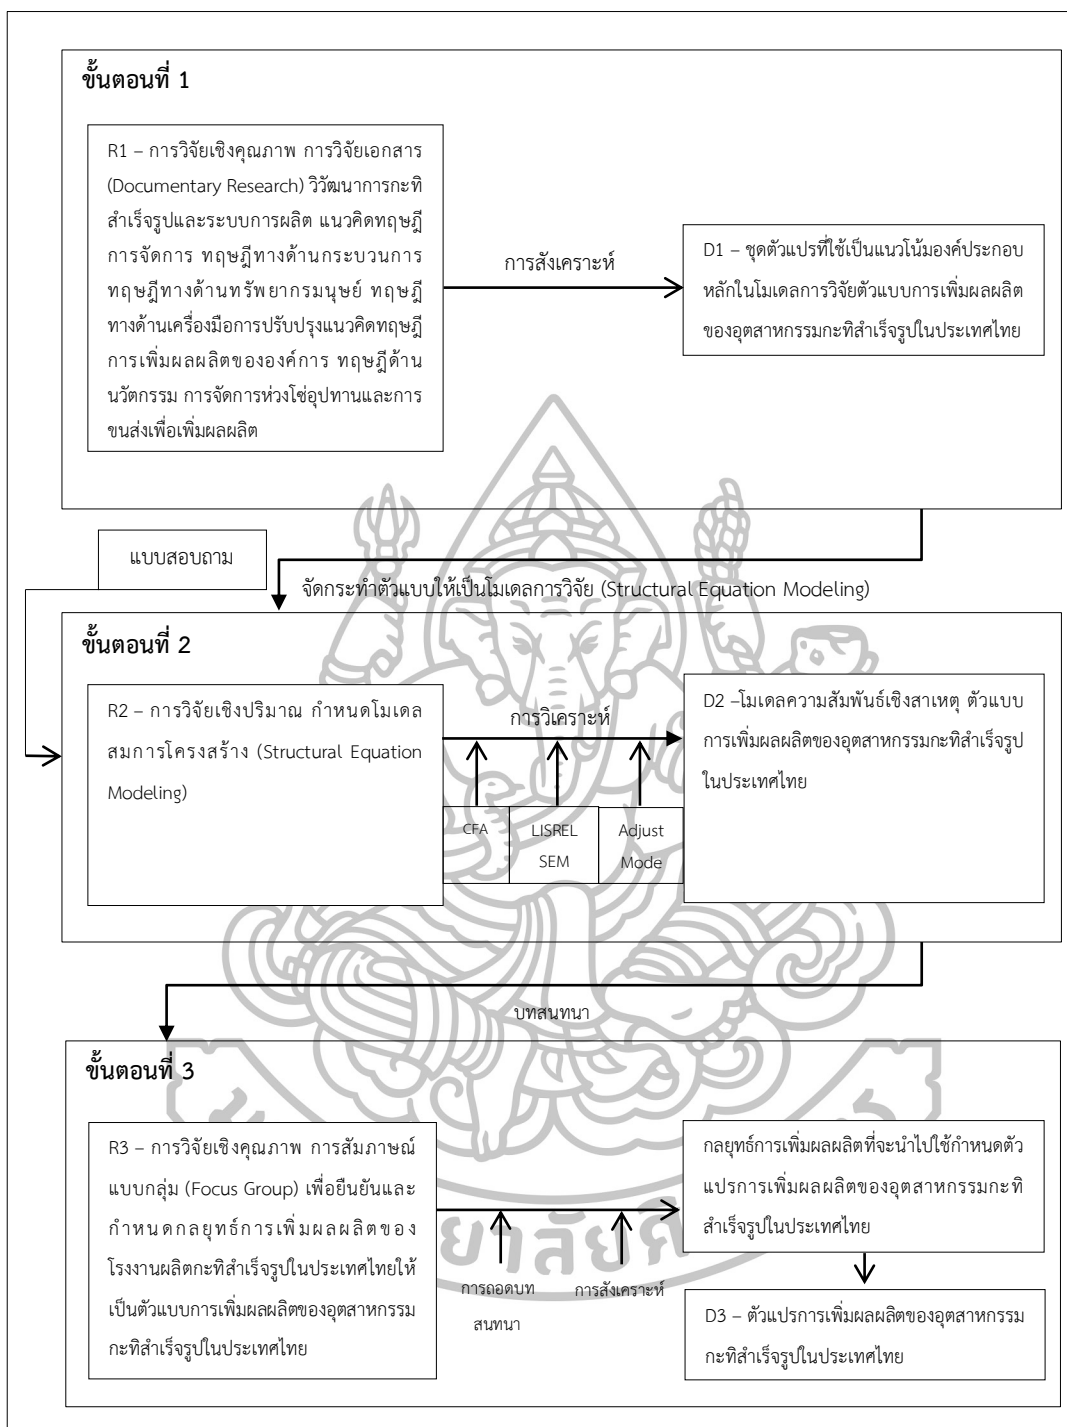 ขั้นตอนที่ 1
R1 – การวิจัยเชิงคุณภาพ การวิจัยเอกสาร
(Documentary Research) วิวัฒนาการกะทิ
สำเร็จรูปและระบบการผลิต แนวคิดทฤษฎี
การจัดการ ทฤษฎีทางด้านกระบวนการ
ทฤษฎีทางด้านทรัพยากรมนุษย์ ทฤษฎี
ทางด้านเครื่องมือการปรับปรุงแนวคิดทฤษฎี
การเพิ่มผลผลิตขององค์การ ทฤษฎีด้าน
นวัตกรรม การจัดการห่วงโซ่อุปทานและการ
ขนส่งเพื่อเพิ่มผลผลิต
การสังเคราะห์
D1 – ชุดตัวแปรที่ใช้เป็นแนวโน้มองค์ประกอบ
หลักในโมเดลการวิจัยตัวแบบการเพิ่มผลผลิต
ของอุตสาหกรรมกะทิสำเร็จรูปในประเทศไทย
แบบสอบถาม
จัดกระทำตัวแบบให้เป็นโมเดลการวิจัย (Structural Equation Modeling)
ขั้นตอนที่ 2
R2 – การวิจัยเชิงปริมาณ กำหนดโมเดล
สมการโครงสร้าง (Structural Equation
Modeling)
การวิเคราะห์
CFA
LISREL
SEM
Adjust
Mode
D2 –โมเดลความสัมพันธ์เชิงสาเหตุ ตัวแบบ
การเพิ่มผลผลิตของอุตสาหกรรมกะทิสำเร็จรูป
ในประเทศไทย
บทสนทนา
ขั้นตอนที่ 3
R3 – การวิจัยเชิงคุณภาพ การสัมภาษณ์
แบบกลุ่ม (Focus Group) เพื่อยืนยันและ
กำหนดกลยุทธ์การเพิ่มผลผลิตของ
โรงงานผลิตกะทิสำเร็จรูปในประเทศไทยให้
เป็นตัวแบบการเพิ่มผลผลิตของอุตสาหกรรม
กะทิสำเร็จรูปในประเทศไทย
การถอดบท
สนทนา
การสังเคราะห์
กลยุทธ์การเพิ่มผลผลิตที่จะนำไปใช้กำหนดตัว
แปรการเพิ่มผลผลิตของอุตสาหกรรมกะทิ
สำเร็จรูปในประเทศไทย
D3 – ตัวแปรการเพิ่มผลผลิตของอุตสาหกรรม
กะทิสำเร็จรูปในประเทศไทย